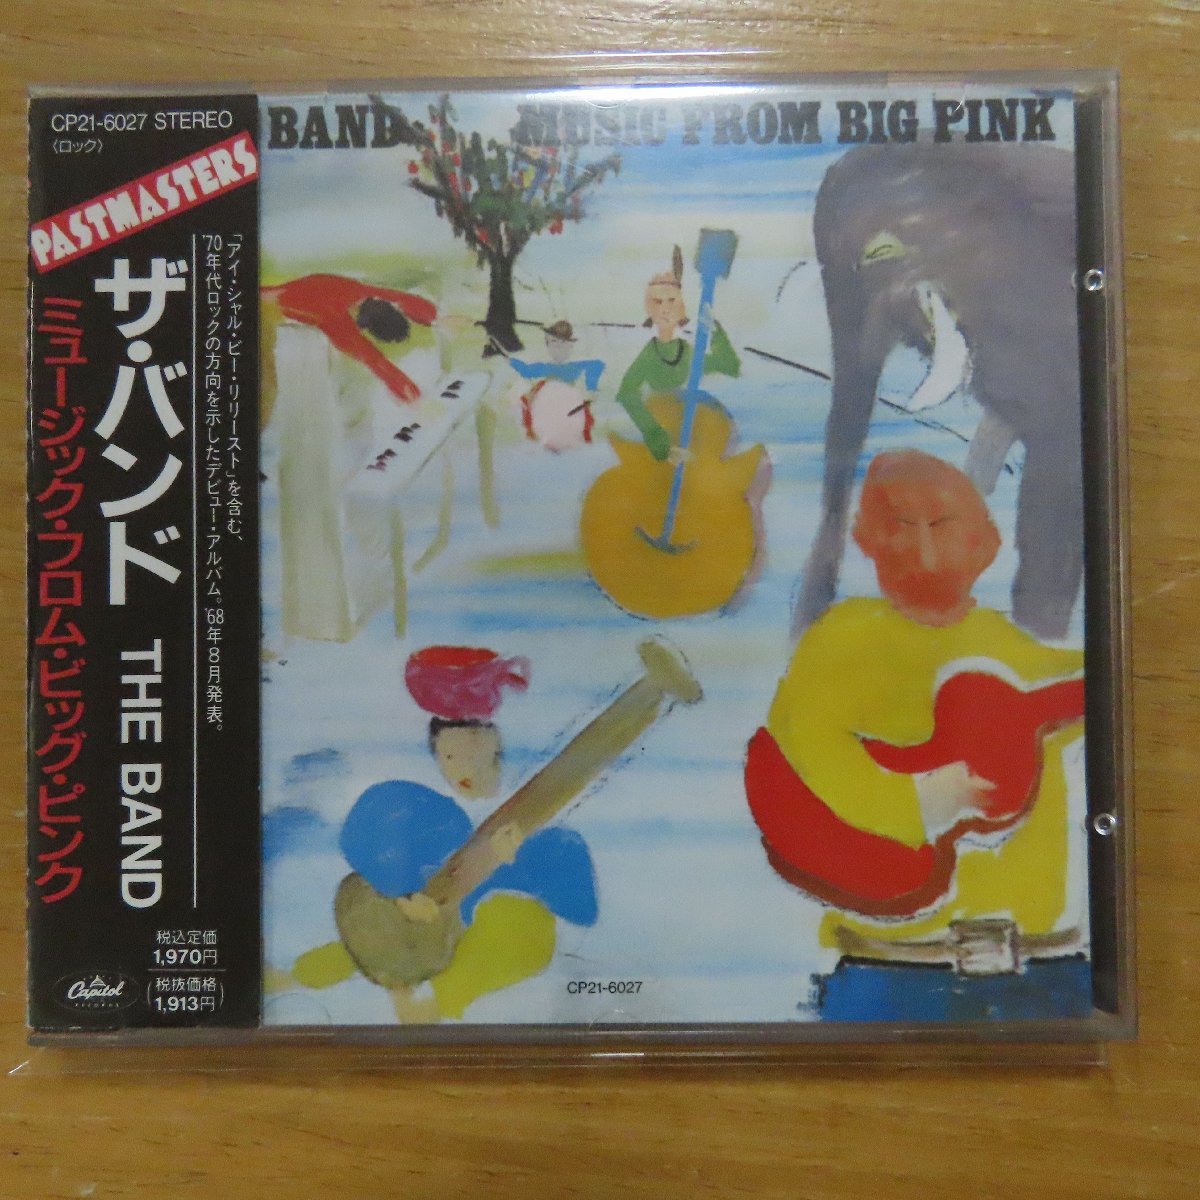 CP21-6027 STEREO
〈ロック〉
PASTMASTERS
「アイ・シャル・ビー・リリースト」を含む、
'70年代ロックの方向を示したデビュー・アルバム。'68年8月発表。
ザ・バンド THE BAND
ミュージック・フロム・ビッグ・ピンク
税込定価
1,970円
(税抜価格
1,913円)
Capitol
RECORDS
BAND MUSIC FROM BIG PINK
CP21-6027